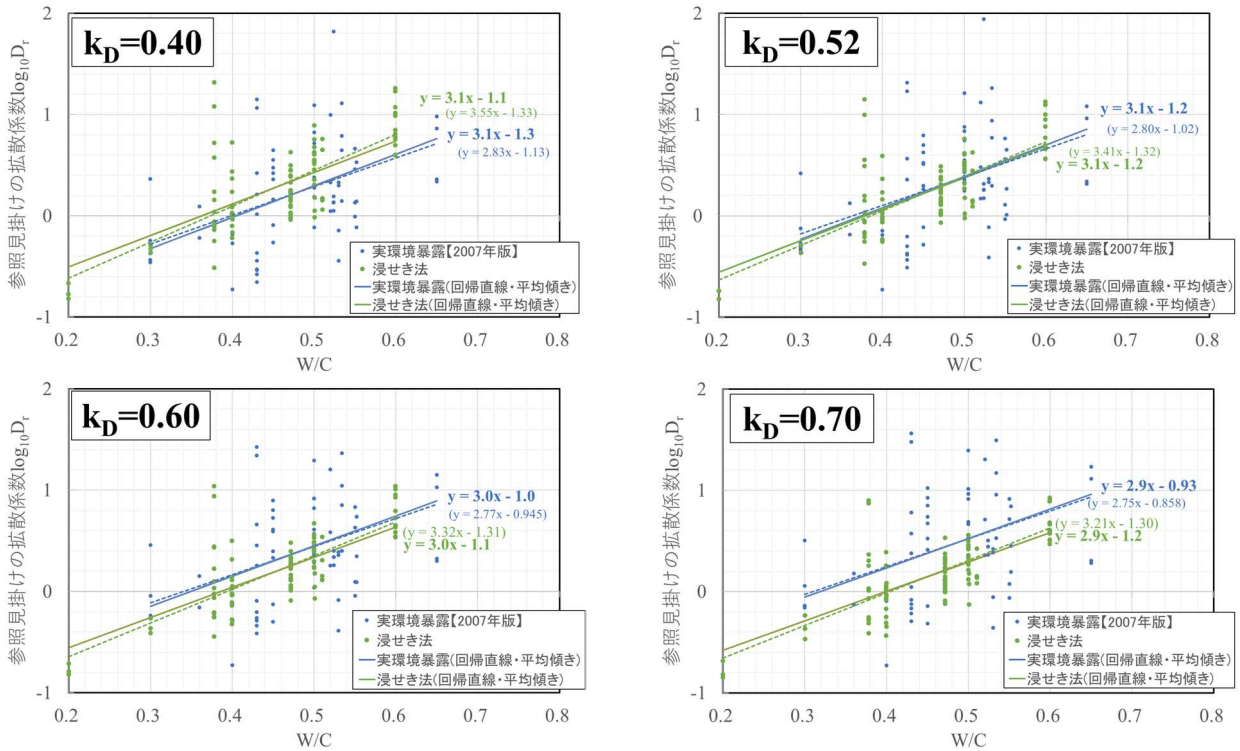 k_D=0.40
参照見掛けの拡散係数log₁₀D_r
2
1
0
-1
0.2 0.3 0.4 0.5 0.6 0.7 0.8
W/C
y = 3.1x - 1.1
(y = 3.55x - 1.33)
y = 3.1x - 1.3
(y = 2.83x - 1.13)
実環境暴露【2007年版】
浸せき法
実環境暴露(回帰直線・平均傾き)
浸せき法(回帰直線・平均傾き)
k_D=0.52
参照見掛けの拡散係数log₁₀D_r
2
1
0
-1
0.2 0.3 0.4 0.5 0.6 0.7 0.8
W/C
y = 3.1x - 1.2
(y = 2.80x - 1.02)
(y = 3.41x - 1.32)
y = 3.1x - 1.2
実環境暴露【2007年版】
浸せき法
実環境暴露(回帰直線・平均傾き)
浸せき法(回帰直線・平均傾き)
k_D=0.60
参照見掛けの拡散係数log₁₀D_r
2
1
0
-1
0.2 0.3 0.4 0.5 0.6 0.7 0.8
W/C
y = 3.0x - 1.0
(y = 2.77x - 0.945)
(y = 3.32x - 1.31)
y = 3.0x - 1.1
実環境暴露【2007年版】
浸せき法
実環境暴露(回帰直線・平均傾き)
浸せき法(回帰直線・平均傾き)
k_D=0.70
参照見掛けの拡散係数log₁₀D_r
2
1
0
-1
0.2 0.3 0.4 0.5 0.6 0.7 0.8
W/C
y = 2.9x - 0.93
(y = 2.75x - 0.858)
(y = 3.21x - 1.30)
y = 2.9x - 1.2
実環境暴露【2007年版】
浸せき法
実環境暴露(回帰直線・平均傾き)
浸せき法(回帰直線・平均傾き)